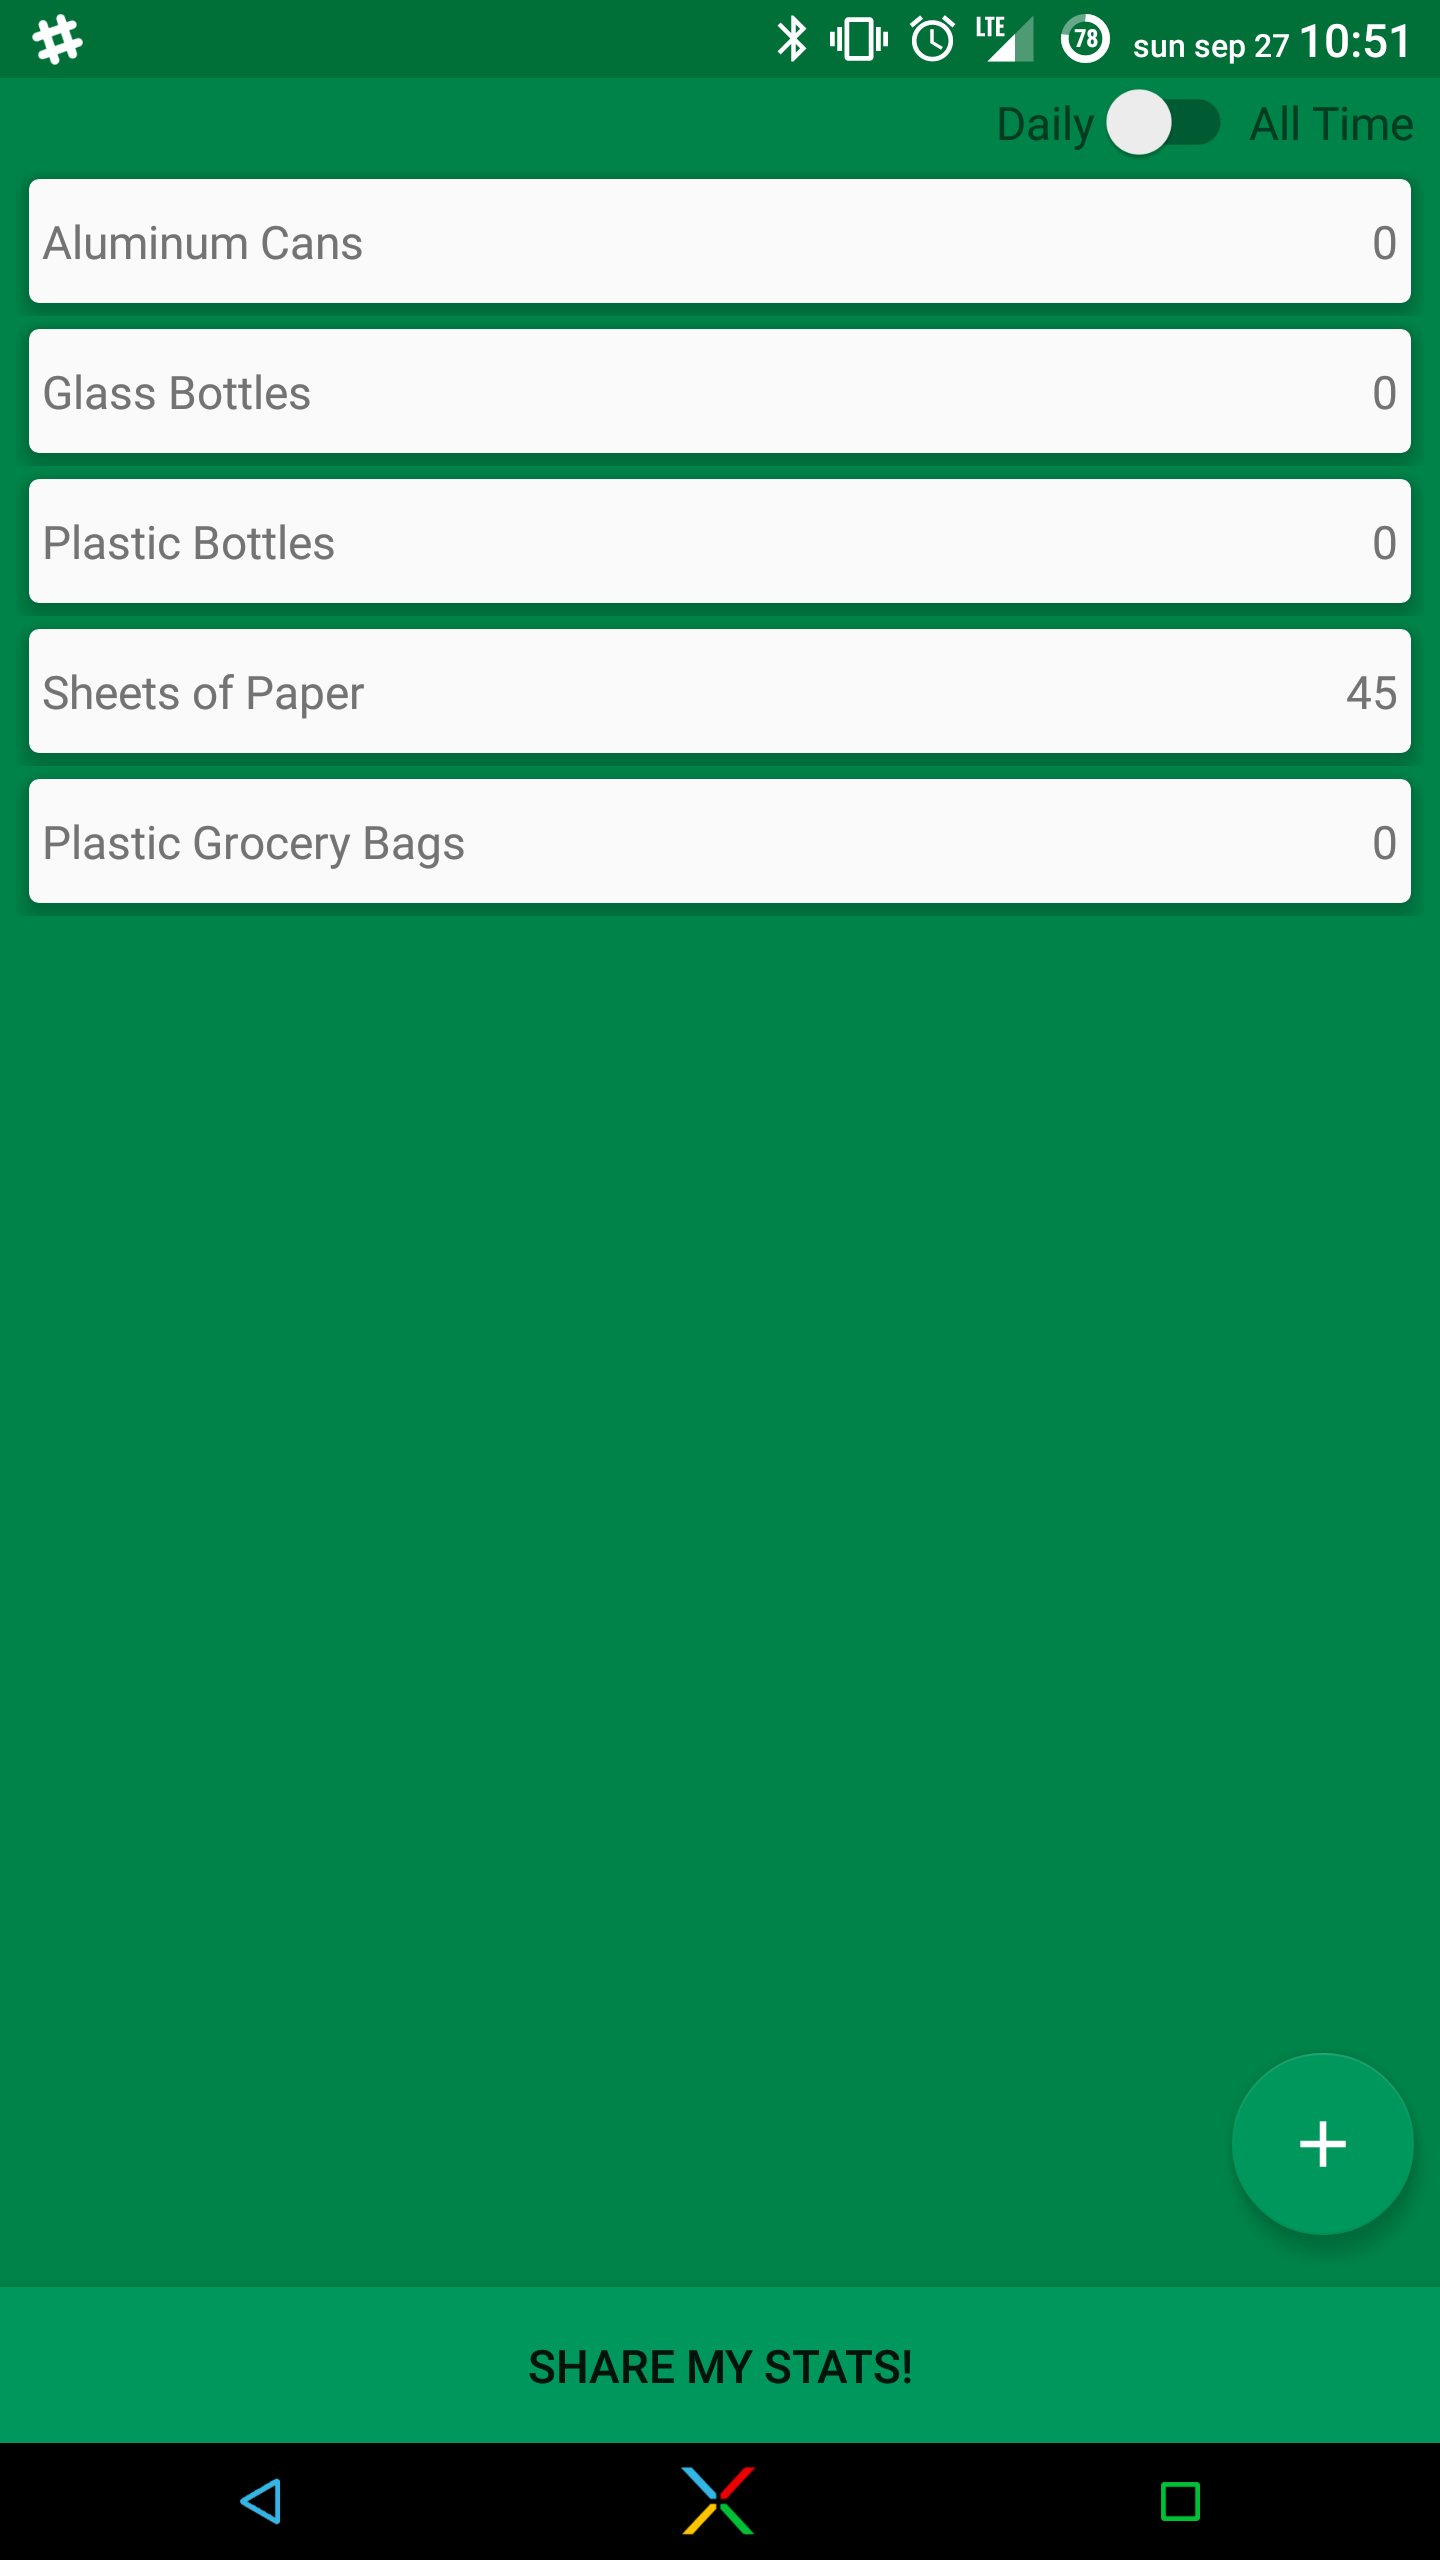 LTE 78 sun sep 27 10:51
Daily All Time
Aluminum Cans 0
Glass Bottles 0
Plastic Bottles 0
Sheets of Paper 45
Plastic Grocery Bags 0
SHARE MY STATS!